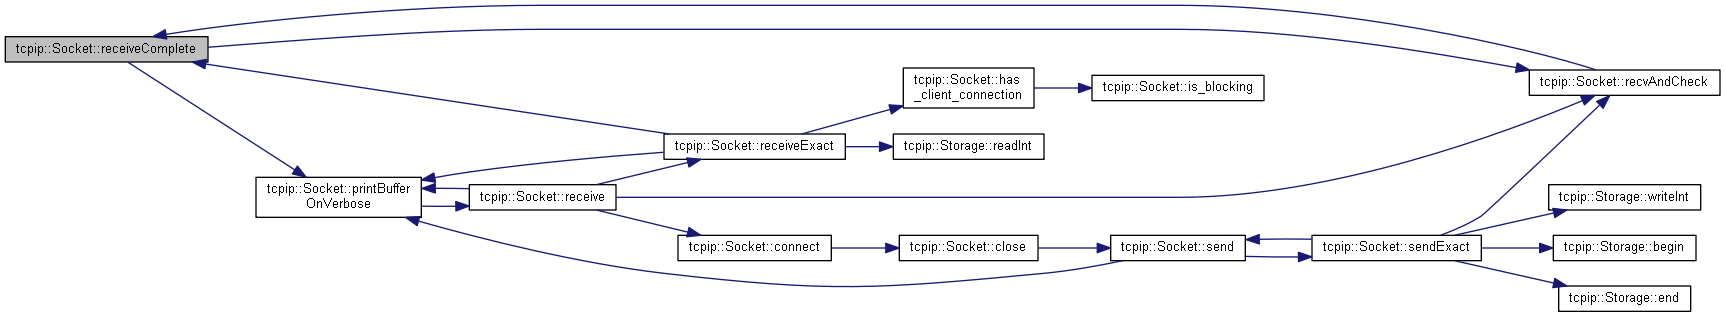 tcpip::Socket::receiveComplete
tcpip::Socket::has
_client_connection
tcpip::Socket::is_blocking
tcpip::Socket::recvAndCheck
tcpip::Socket::receiveExact
tcpip::Storage::readInt
tcpip::Socket::printBuffer
OnVerbose
tcpip::Socket::receive
tcpip::Storage::writeInt
tcpip::Socket::connect
tcpip::Socket::close
tcpip::Socket::send
tcpip::Socket::sendExact
tcpip::Storage::begin
tcpip::Storage::end